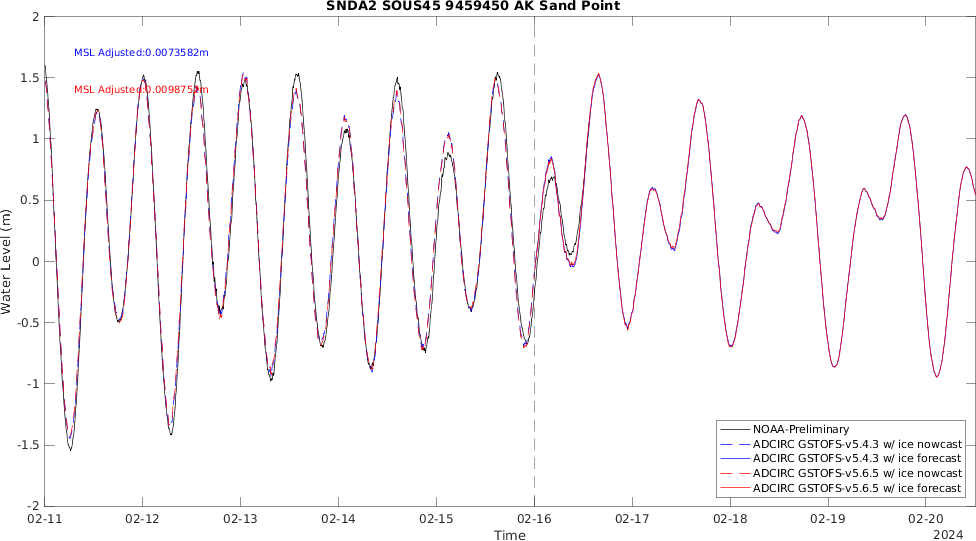 SNDA2 SOUS45 9459450 AK Sand Point
2
1.5
1
0.5
0
-0.5
-1
-1.5
-2
Water Level (m)
MSL Adjusted:0.0073582m
MSL Adjusted:0.0098752m
NOAA-Preliminary
ADCIRC GSTOFS-v5.4.3 w/ ice nowcast
ADCIRC GSTOFS-v5.4.3 w/ ice forecast
ADCIRC GSTOFS-v5.6.5 w/ ice nowcast
ADCIRC GSTOFS-v5.6.5 w/ ice forecast
02-11 02-12 02-13 02-14 02-15 02-16 02-17 02-18 02-19 02-20
Time
2024